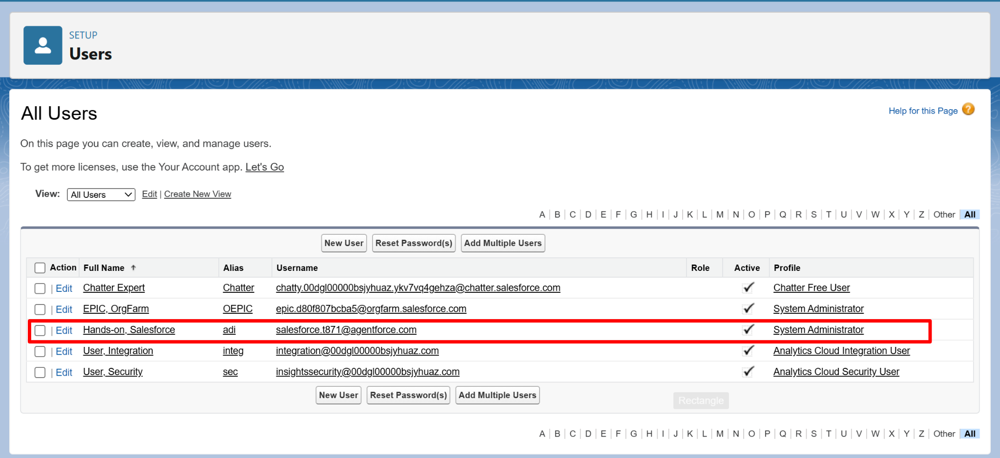 SETUP
Users
All Users
Help for this Page ?
On this page you can create, view, and manage users.
To get more licenses, use the Your Account app. Let's Go
View: All Users Edit | Create New View
A | B | C | D | E | F | G | H | I | J | K | L | M | N | O | P | Q | R | S | T | U | V | W | X | Y | Z | Other | All
New User Reset Password(s) Add Multiple Users
Action Full Name ↑ Alias Username Role Active Profile
| Edit Chatter Expert Chatter chatty.00dgl00000bsjyhuaz.ykv7vq4gehza@chatter.salesforce.com ✓ Chatter Free User
| Edit EPIC, OrgFarm OEPIC epic.d80f807bcba5@orgfarm.salesforce.com ✓ System Administrator
| Edit Hands-on, Salesforce adi salesforce.t871@agentforce.com ✓ System Administrator
| Edit User, Integration integ integration@00dgl00000bsjyhuaz.com ✓ Analytics Cloud Integration User
| Edit User, Security sec insightssecurity@00dgl00000bsjyhuaz.com ✓ Analytics Cloud Security User
New User Reset Password(s) Add Multiple Users
Rectangle
A | B | C | D | E | F | G | H | I | J | K | L | M | N | O | P | Q | R | S | T | U | V | W | X | Y | Z | Other | All